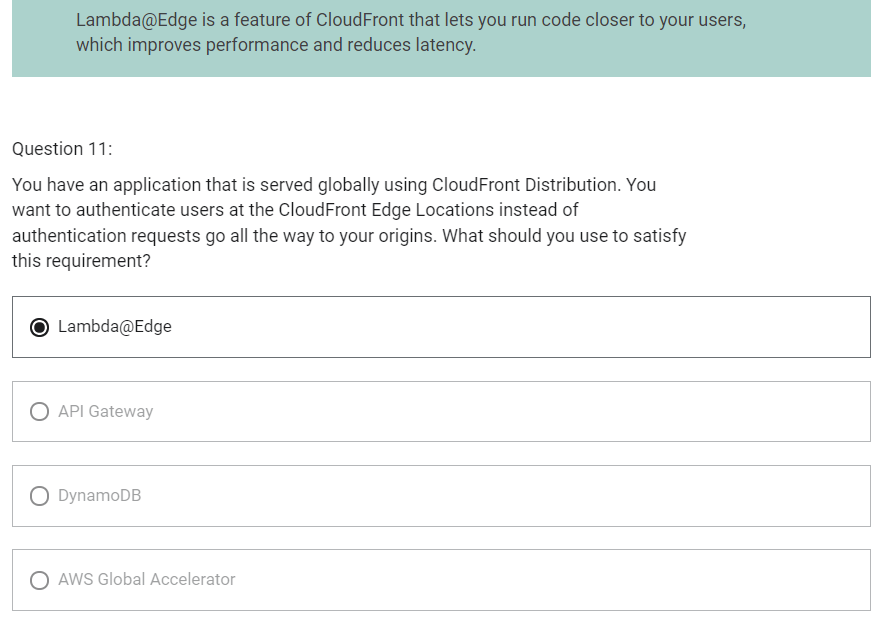 Lambda@Edge is a feature of CloudFront that lets you run code closer to your users,
which improves performance and reduces latency.
Question 11:
You have an application that is served globally using CloudFront Distribution. You
want to authenticate users at the CloudFront Edge Locations instead of
authentication requests go all the way to your origins. What should you use to satisfy
this requirement?
Lambda@Edge
API Gateway
DynamoDB
AWS Global Accelerator